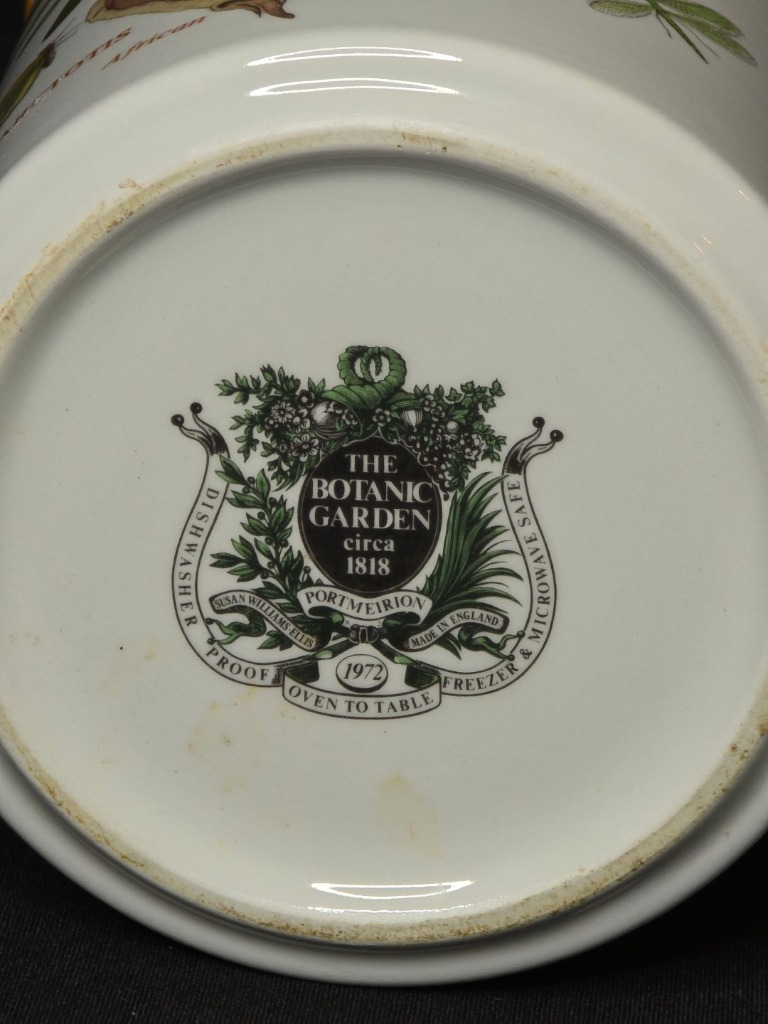 African
THE
BOTANIC
GARDEN
circa
1818
PORTMEIRION
SUSAN WILLIAMS-ELLIS
MADE IN ENGLAND
1972
DISHWASHER PROOF
OVEN TO TABLE
FREEZER & MICROWAVE SAFE